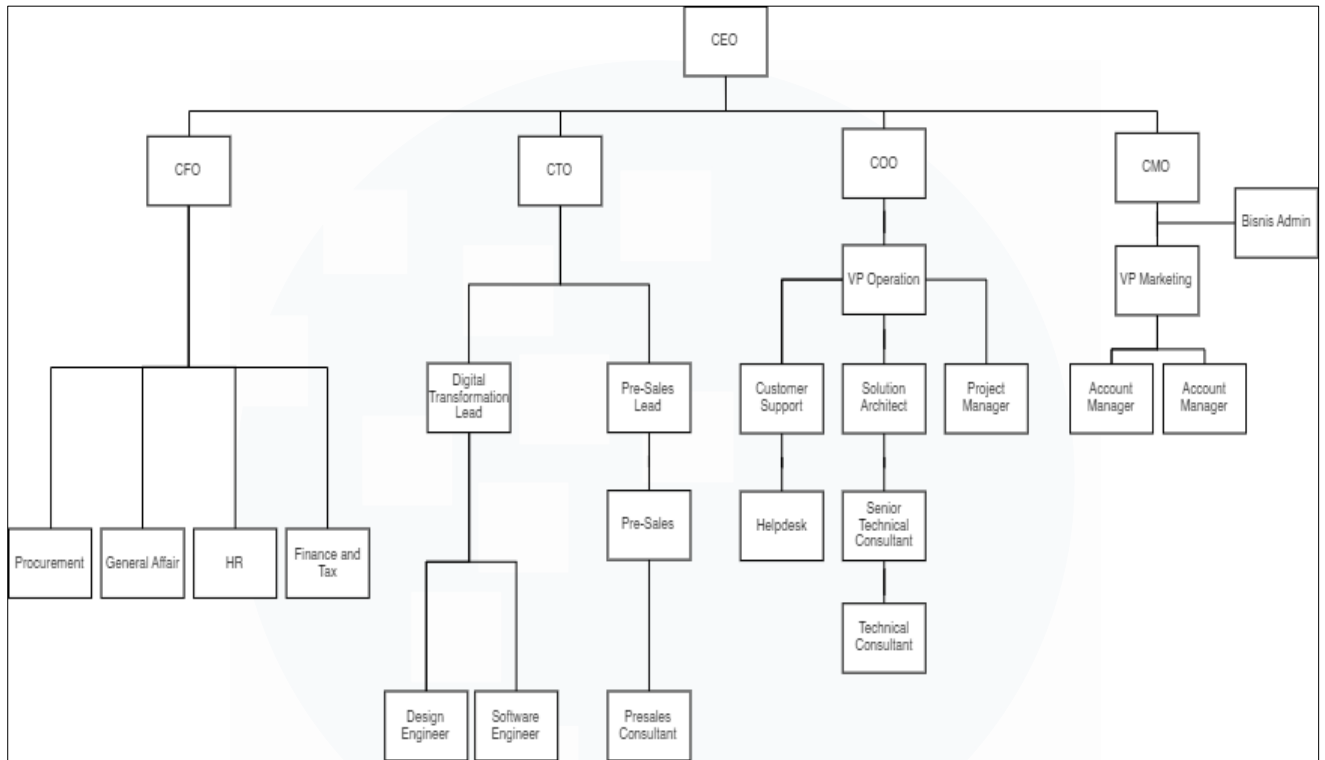 CEO
CFO
CTO
COO
CMO
Bisnis Admin
VP Operation
VP Marketing
Digital
Transformation
Lead
Pre-Sales
Lead
Customer
Support
Solution
Architect
Project
Manager
Account
Manager
Account
Manager
Pre-Sales
Helpdesk
Senior
Technical
Consultant
Procurement
General Affair
HR
Finance and
Tax
Technical
Consultant
Design
Engineer
Software
Engineer
Presales
Consultant